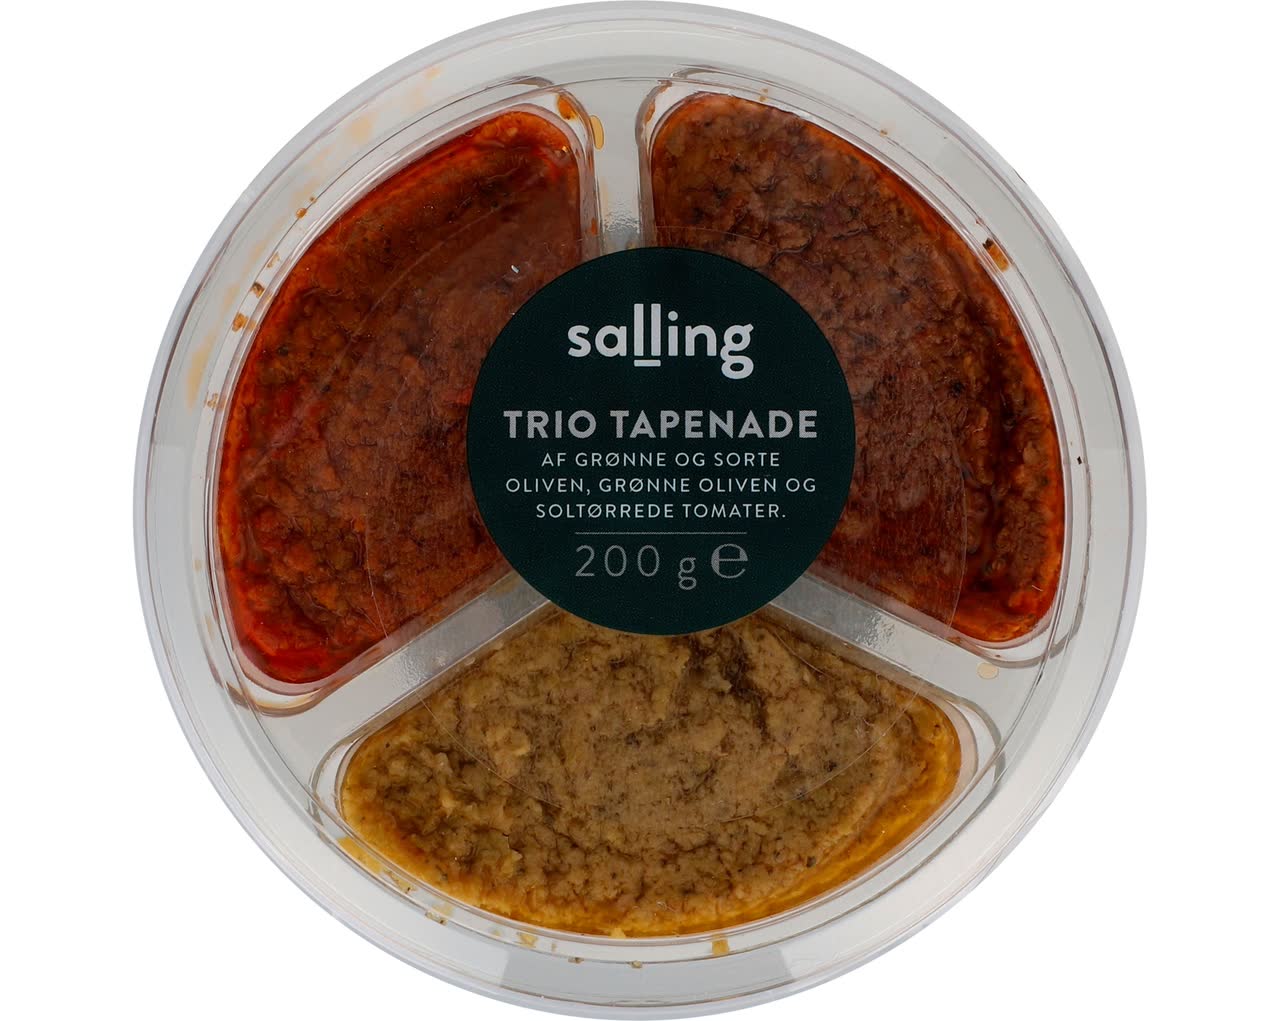 salling
TRIO TAPENADE
AF GRØNNE OG SORTE
OLIVEN, GRØNNE OLIVEN OG
SOLTØRREDE TOMATER.
200 g ℮